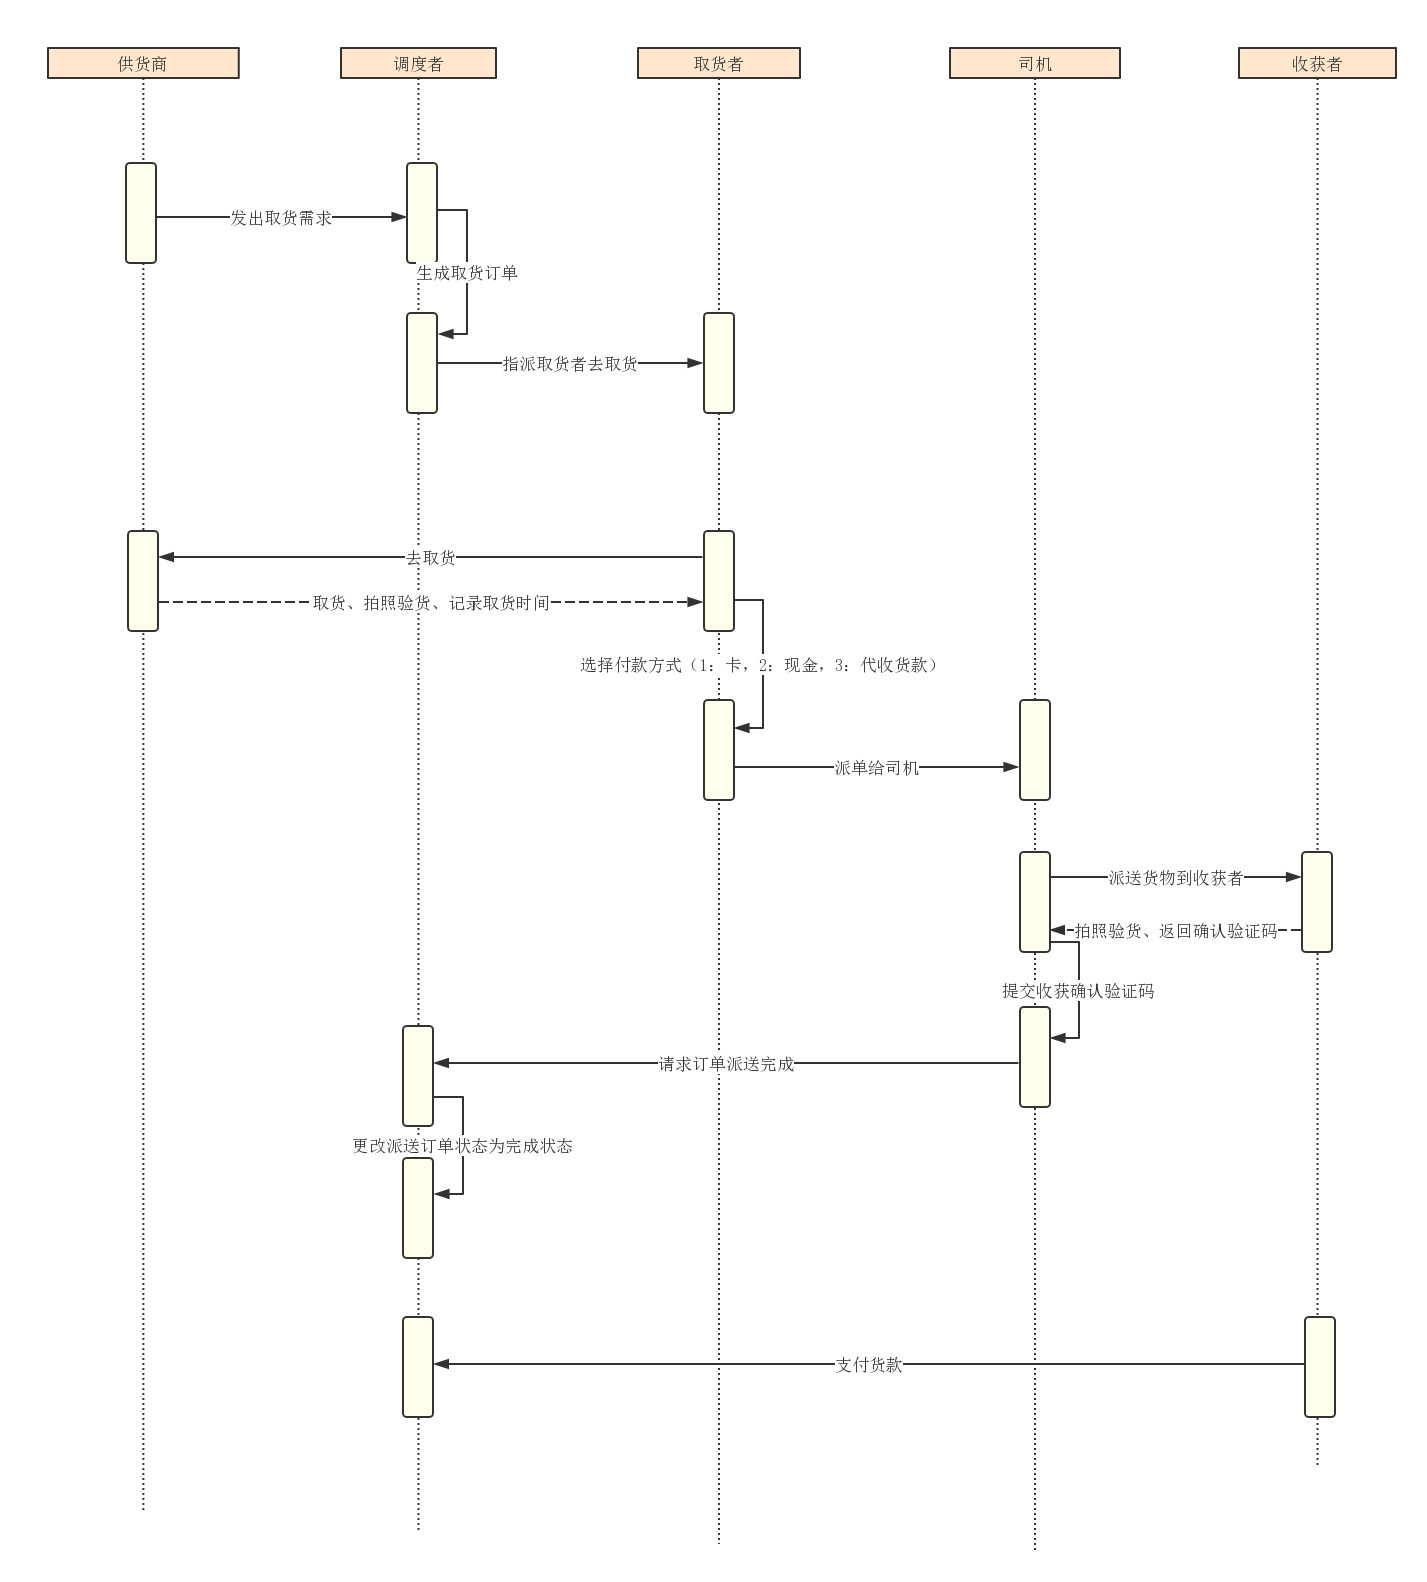 供货商
调度者
取货者
司机
收获者
发出取货需求
生成取货订单
指派取货者去取货
去取货
取货、拍照验货、记录取货时间
选择付款方式（1：卡，2：现金，3：代收货款）
派单给司机
派送货物到收获者
拍照验货、返回确认验证码
提交收获确认验证码
请求订单派送完成
更改派送订单状态为完成状态
支付货款